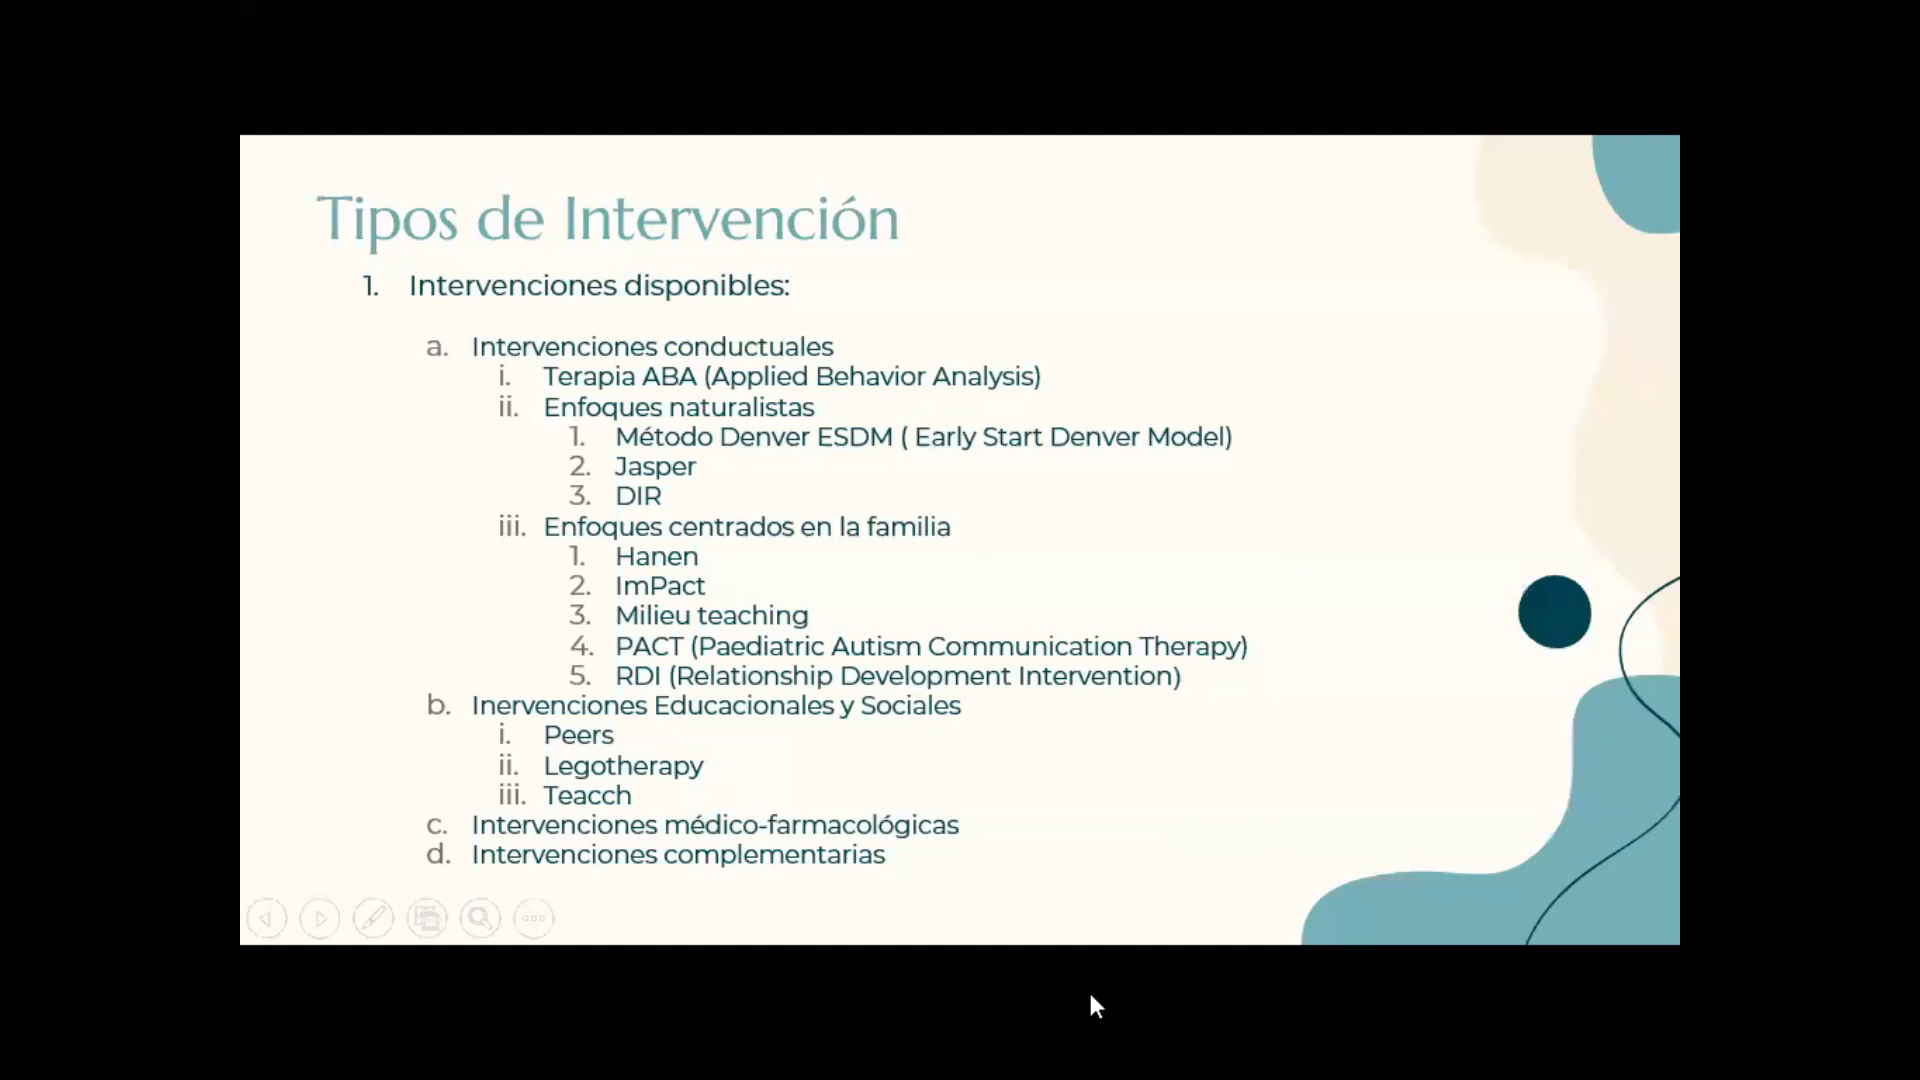 Tipos de Intervención
1. Intervenciones disponibles:
a. Intervenciones conductuales
i. Terapia ABA (Applied Behavior Analysis)
ii. Enfoques naturalistas
1. Método Denver ESDM ( Early Start Denver Model)
2. Jasper
3. DIR
iii. Enfoques centrados en la familia
1. Hanen
2. ImPact
3. Milieu teaching
4. PACT (Paediatric Autism Communication Therapy)
5. RDI (Relationship Development Intervention)
b. Inervenciones Educacionales y Sociales
i. Peers
ii. Legotherapy
iii. Teacch
c. Intervenciones médico-farmacológicas
d. Intervenciones complementarias